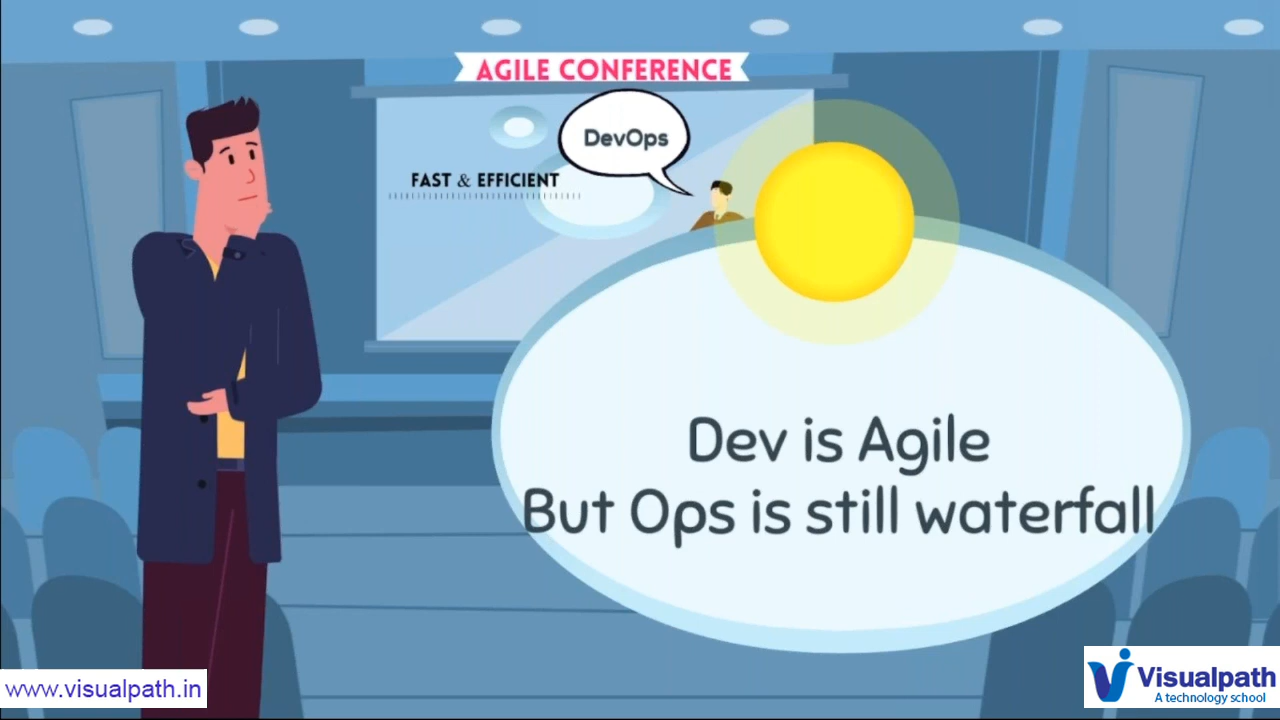 AGILE CONFERENCE
DevOps
FAST & EFFICIENT
Dev is Agile
But Ops is still waterfall
www.visualpath.in
Visualpath
A technology school